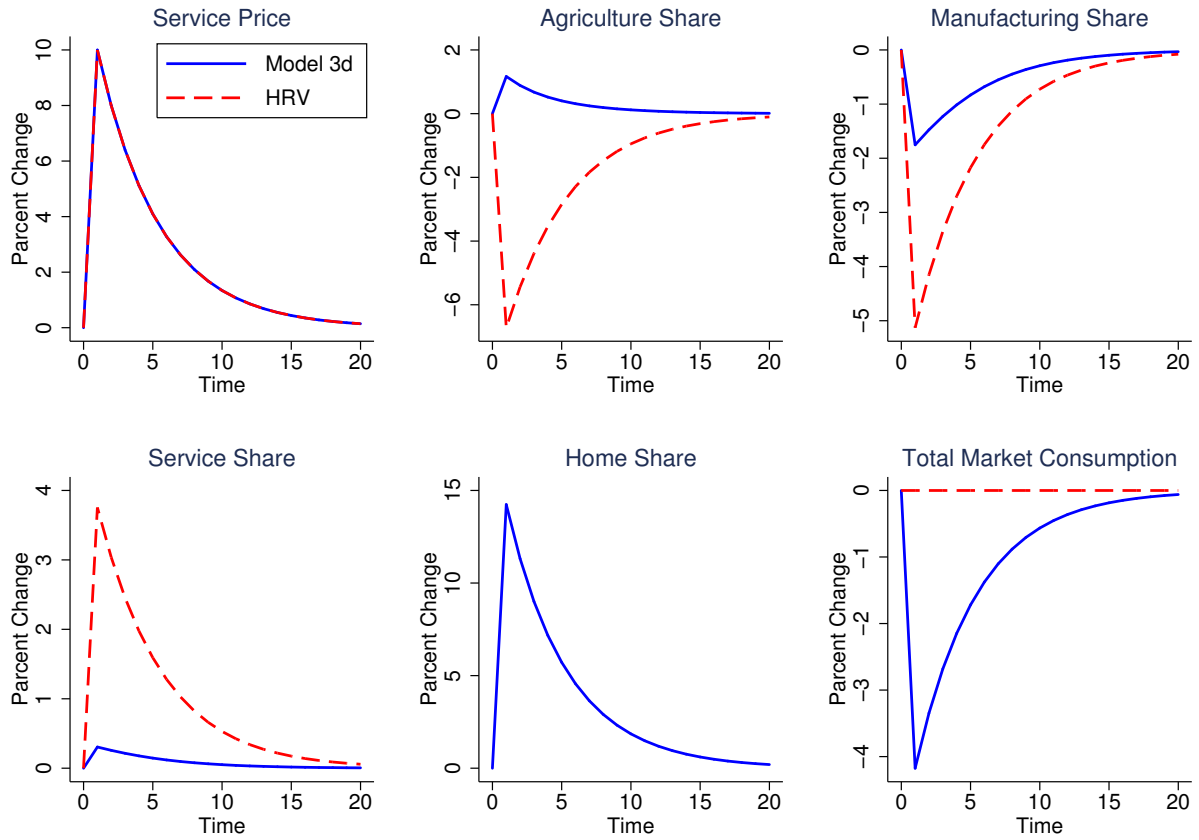 Service Price
Agriculture Share
Manufacturing Share
Parcent Change
0 2 4 6 8 10
Model 3d
HRV
0 5 10 15 20
Time
Parcent Change
−6 −4 −2 0 2
0 5 10 15 20
Time
Parcent Change
−5 −4 −3 −2 −1 0
0 5 10 15 20
Time
Service Share
Home Share
Total Market Consumption
Parcent Change
0 1 2 3 4
0 5 10 15 20
Time
Parcent Change
0 5 10 15
0 5 10 15 20
Time
Parcent Change
−4 −3 −2 −1 0
0 5 10 15 20
Time